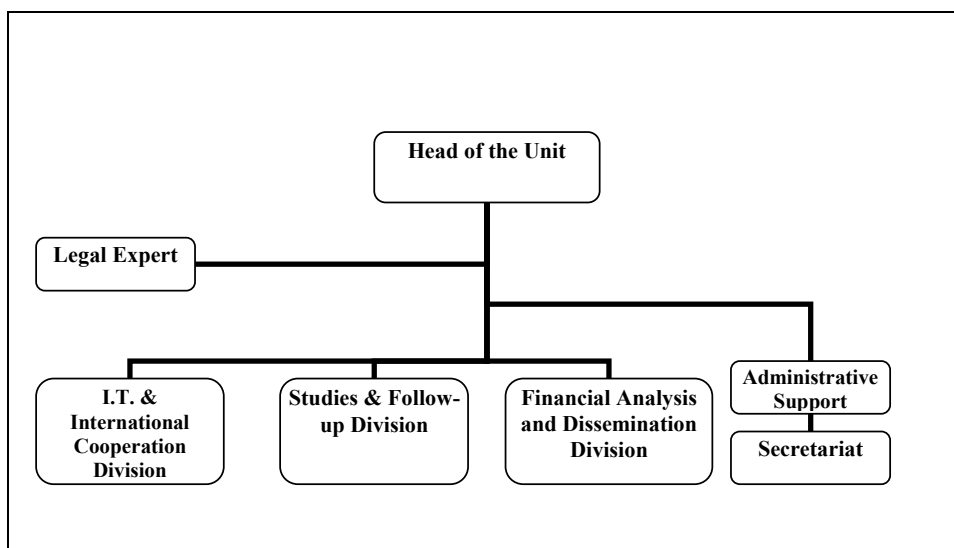 Head of the Unit
Legal Expert
I.T. &
International
Cooperation
Division
Studies & Follow-
up Division
Financial Analysis
and Dissemination
Division
Administrative
Support
Secretariat